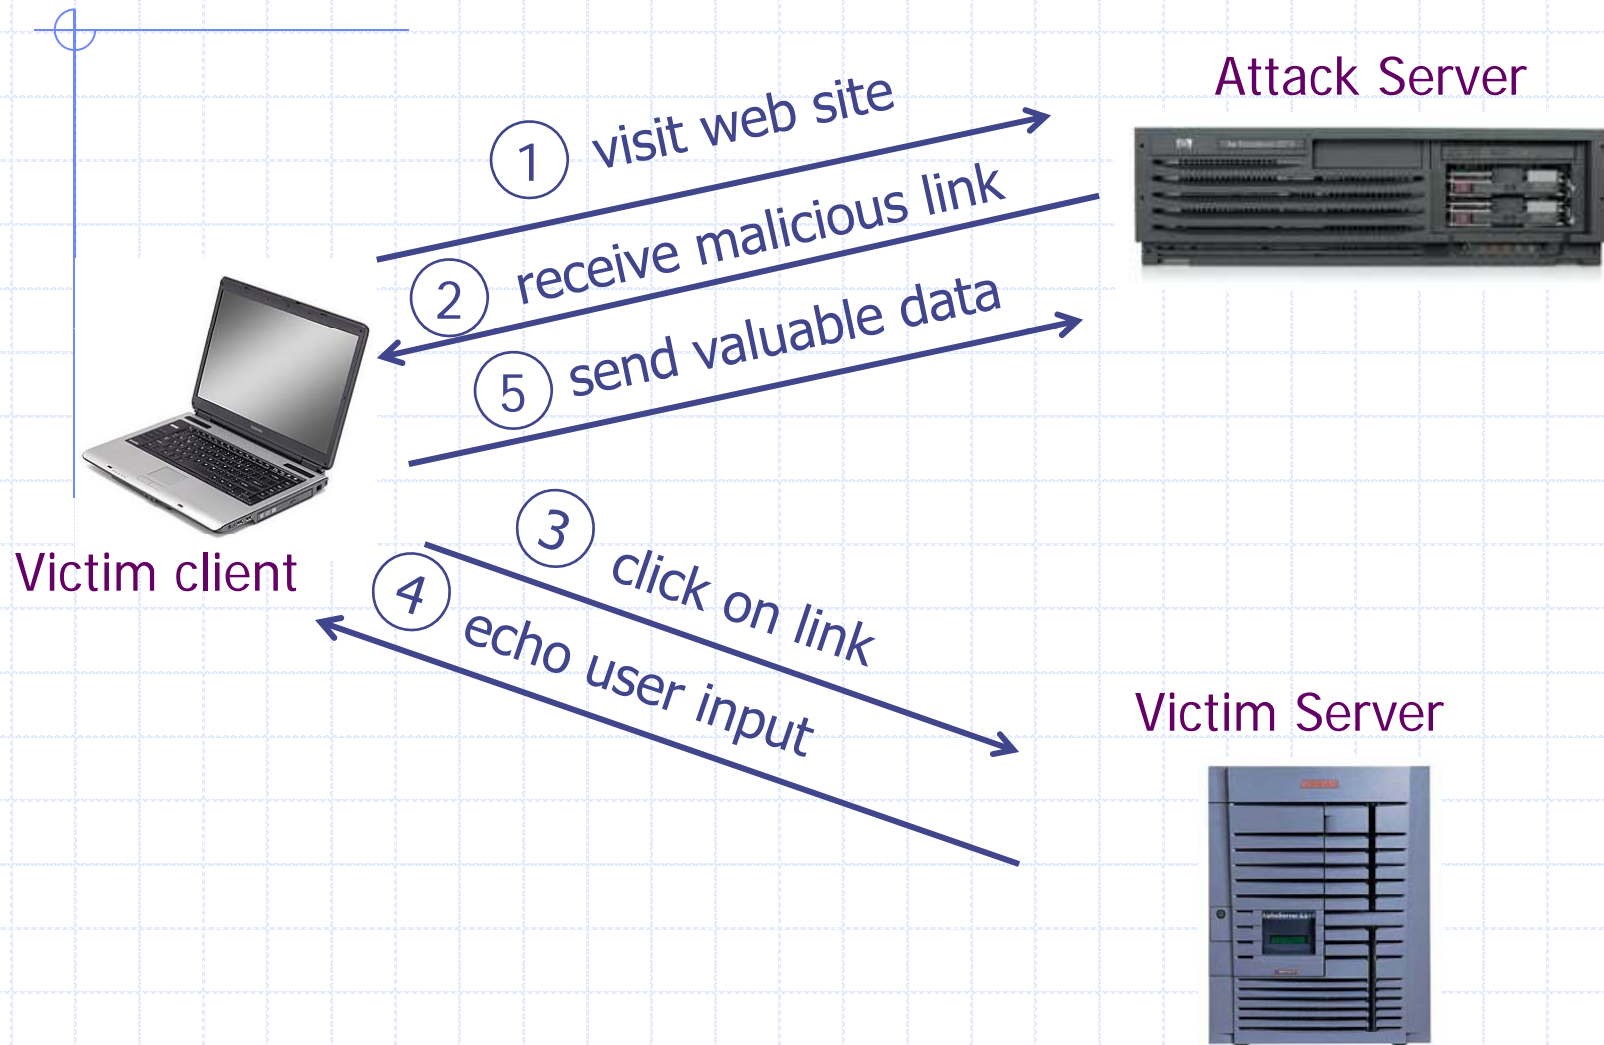 Attack Server
1 visit web site
2 receive malicious link
5 send valuable data
Victim client
3 click on link
4 echo user input
Victim Server